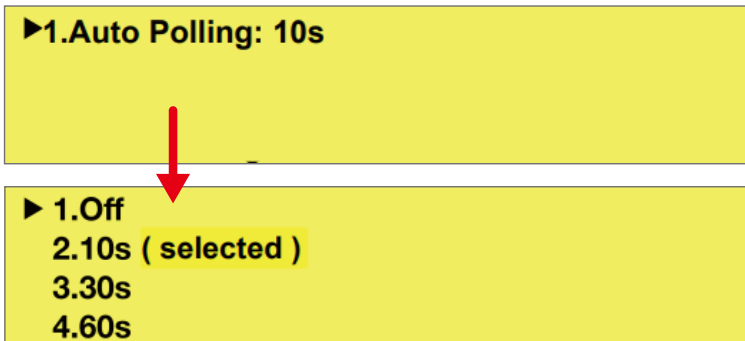 ▶1.Auto Polling: 10s
▶ 1.Off
2.10s ( selected )
3.30s
4.60s